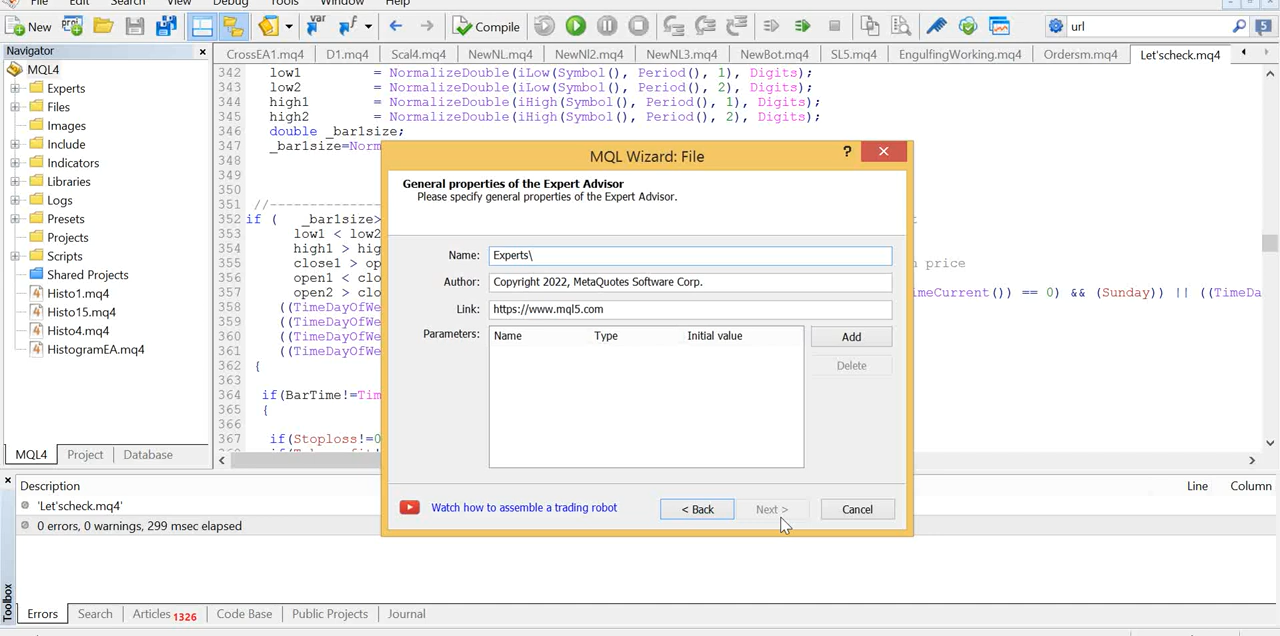 File Edit Search View Debug Tools Window Help
New Compile url 5
Navigator
MQL4
Experts
Files
Images
Include
Indicators
Libraries
Logs
Presets
Projects
Scripts
Shared Projects
Histo1.mq4
Histo15.mq4
Histo4.mq4
HistogramEA.mq4
MQL4 Project Database
CrossEA1.mq4 D1.mq4 Scal4.mq4 NewNL.mq4 NewNl2.mq4 NewNL3.mq4 NewBot.mq4 SL5.mq4 EngulfingWorking.mq4 Ordersm.mq4 Let'scheck.mq4
342 low1 = NormalizeDouble(iLow(Symbol(), Period(), 1), Digits);
343 low2 = NormalizeDouble(iLow(Symbol(), Period(), 2), Digits);
344 high1 = NormalizeDouble(iHigh(Symbol(), Period(), 1), Digits);
345 high2 = NormalizeDouble(iHigh(Symbol(), Period(), 2), Digits);
346 double _bar1size;
347 _bar1size=Norm
348
349
350
351 //---------------
352 if ( _bar1size>
353 low1 < low2
354 high1 > hig
355 close1 > op price
356 open1 < clo
357 open2 > clo imeCurrent()) == 0) && (Sunday)) || ((TimeDa
358 ((TimeDayOfWe
359 ((TimeDayOfWe
360 ((TimeDayOfWe
361 ((TimeDayOfWe
362 {
363
364 if(BarTime!=Tim
365 {
366
367 if(Stoploss!=0
MQL Wizard: File
?
General properties of the Expert Advisor
Please specify general properties of the Expert Advisor.
Name: Experts\
Author: Copyright 2022, MetaQuotes Software Corp.
Link: https://www.mql5.com
Parameters: Name Type Initial value
Add
Delete
Watch how to assemble a trading robot
< Back Next > Cancel
Description Line Column
'Let'scheck.mq4'
0 errors, 0 warnings, 299 msec elapsed
Toolbox
Errors Search Articles 1326 Code Base Public Projects Journal